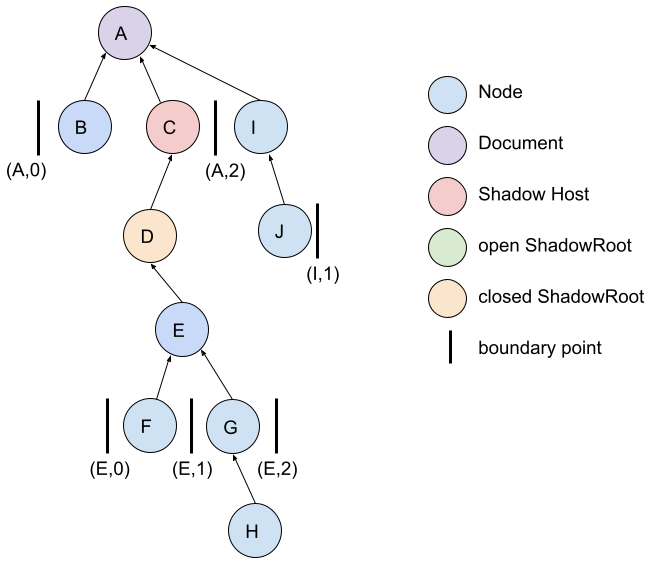 A
B
C
I
(A,0)
(A,2)
D
J
(I,1)
E
F
G
(E,0)
(E,1)
(E,2)
H
Node
Document
Shadow Host
open ShadowRoot
closed ShadowRoot
boundary point